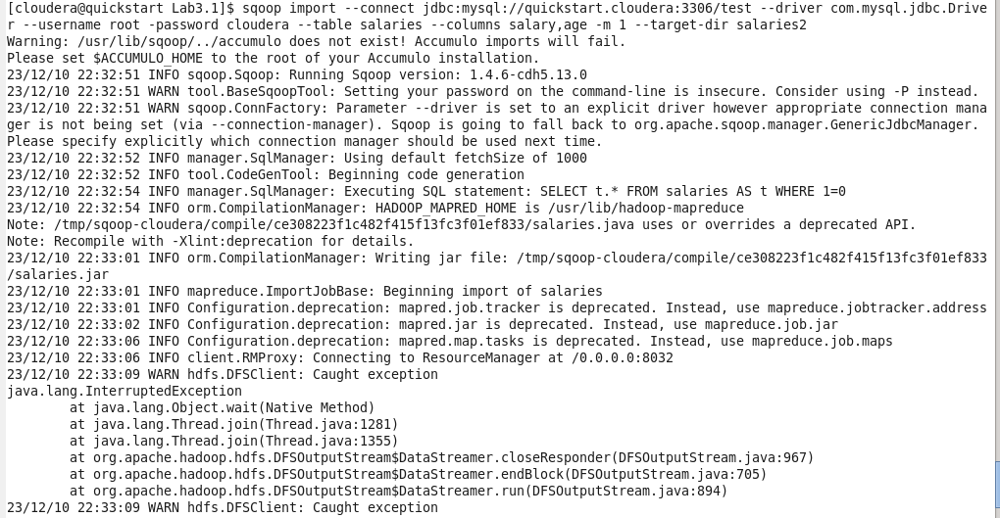 [cloudera@quickstart Lab3.1]$ sqoop import --connect jdbc:mysql://quickstart.cloudera:3306/test --driver com.mysql.jdbc.Drive
r --username root -password cloudera --table salaries --columns salary,age -m 1 --target-dir salaries2
Warning: /usr/lib/sqoop/../accumulo does not exist! Accumulo imports will fail.
Please set $ACCUMULO_HOME to the root of your Accumulo installation.
23/12/10 22:32:51 INFO sqoop.Sqoop: Running Sqoop version: 1.4.6-cdh5.13.0
23/12/10 22:32:51 WARN tool.BaseSqoopTool: Setting your password on the command-line is insecure. Consider using -P instead.
23/12/10 22:32:51 WARN sqoop.ConnFactory: Parameter --driver is set to an explicit driver however appropriate connection mana
ger is not being set (via --connection-manager). Sqoop is going to fall back to org.apache.sqoop.manager.GenericJdbcManager.
Please specify explicitly which connection manager should be used next time.
23/12/10 22:32:52 INFO manager.SqlManager: Using default fetchSize of 1000
23/12/10 22:32:52 INFO tool.CodeGenTool: Beginning code generation
23/12/10 22:32:54 INFO manager.SqlManager: Executing SQL statement: SELECT t.* FROM salaries AS t WHERE 1=0
23/12/10 22:32:54 INFO orm.CompilationManager: HADOOP_MAPRED_HOME is /usr/lib/hadoop-mapreduce
Note: /tmp/sqoop-cloudera/compile/ce308223f1c482f415f13fc3f01ef833/salaries.java uses or overrides a deprecated API.
Note: Recompile with -Xlint:deprecation for details.
23/12/10 22:33:01 INFO orm.CompilationManager: Writing jar file: /tmp/sqoop-cloudera/compile/ce308223f1c482f415f13fc3f01ef833
/salaries.jar
23/12/10 22:33:01 INFO mapreduce.ImportJobBase: Beginning import of salaries
23/12/10 22:33:01 INFO Configuration.deprecation: mapred.job.tracker is deprecated. Instead, use mapreduce.jobtracker.address
23/12/10 22:33:02 INFO Configuration.deprecation: mapred.jar is deprecated. Instead, use mapreduce.job.jar
23/12/10 22:33:06 INFO Configuration.deprecation: mapred.map.tasks is deprecated. Instead, use mapreduce.job.maps
23/12/10 22:33:06 INFO client.RMProxy: Connecting to ResourceManager at /0.0.0.0:8032
23/12/10 22:33:09 WARN hdfs.DFSClient: Caught exception
java.lang.InterruptedException
at java.lang.Object.wait(Native Method)
at java.lang.Thread.join(Thread.java:1281)
at java.lang.Thread.join(Thread.java:1355)
at org.apache.hadoop.hdfs.DFSOutputStream$DataStreamer.closeResponder(DFSOutputStream.java:967)
at org.apache.hadoop.hdfs.DFSOutputStream$DataStreamer.endBlock(DFSOutputStream.java:705)
at org.apache.hadoop.hdfs.DFSOutputStream$DataStreamer.run(DFSOutputStream.java:894)
23/12/10 22:33:09 WARN hdfs.DFSClient: Caught exception